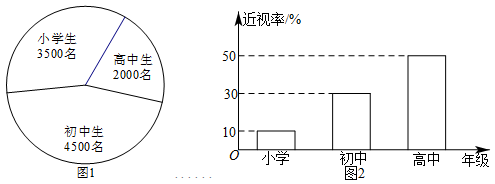 小学生
3500名
高中生
2000名
初中生
4500名
图1
近视率/%
50
30
10
O
小学
初中
高中
年级
图2
......